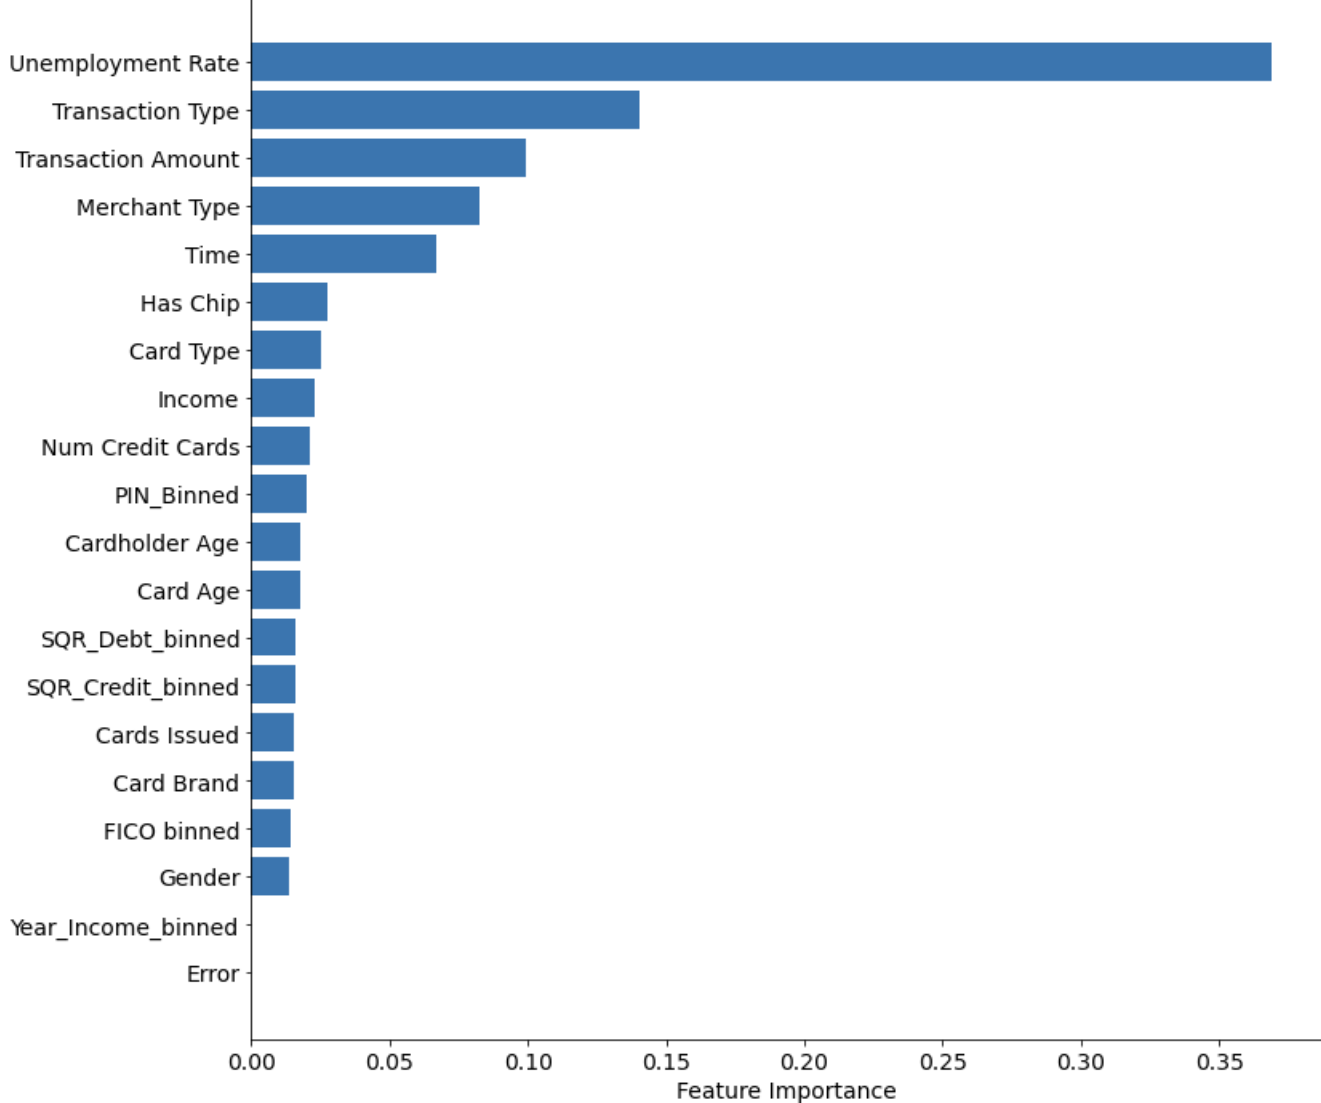 Unemployment Rate
Transaction Type
Transaction Amount
Merchant Type
Time
Has Chip
Card Type
Income
Num Credit Cards
PIN_Binned
Cardholder Age
Card Age
SQR_Debt_binned
SQR_Credit_binned
Cards Issued
Card Brand
FICO binned
Gender
Year_Income_binned
Error
0.00 0.05 0.10 0.15 0.20 0.25 0.30 0.35
Feature Importance